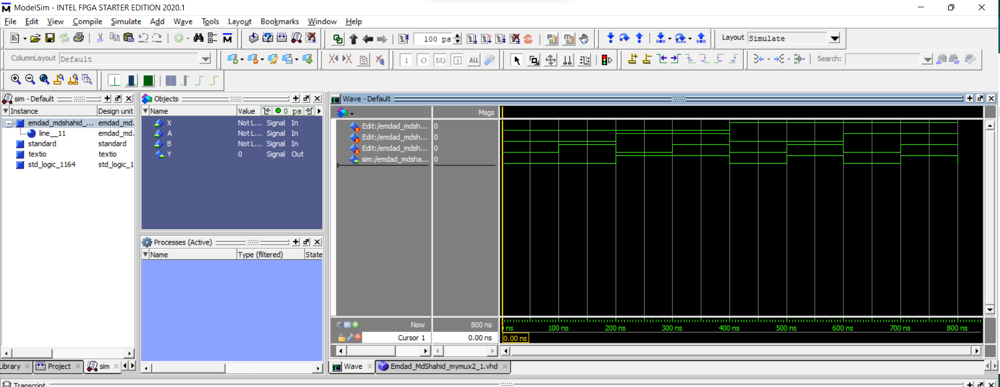 ModelSim - INTEL FPGA STARTER EDITION 2020.1
File Edit View Compile Simulate Add Wave Tools Layout Bookmarks Window Help
100 ps
Layout Simulate
ColumnLayout Default
Search:
sim - Default
Instance Design unit
emdad_mdshahid_... emdad_md.
line__11 emdad_md.
standard standard
textio textio
std_logic_1164 std_logic_1
Library Project sim
Objects
Name Value 0 ps
X Not L... Signal In
A Not L... Signal In
B Not L... Signal In
Y 0 Signal Out
Processes (Active)
Name Type (filtered) State
Wave - Default
Msgs
Edit:/emdad_mdsh... 0
Edit:/emdad_mdsh... 0
Edit:/emdad_mdsh... 0
sim:/emdad_mdsha... 0
Now 800 ns
ns 100 ns 200 ns 300 ns 400 ns 500 ns 600 ns 700 ns 800 ns
Cursor 1 0.00 ns
0.00 ns
Wave Emdad_MdShahid_mymux2_1.vhd
Transcript